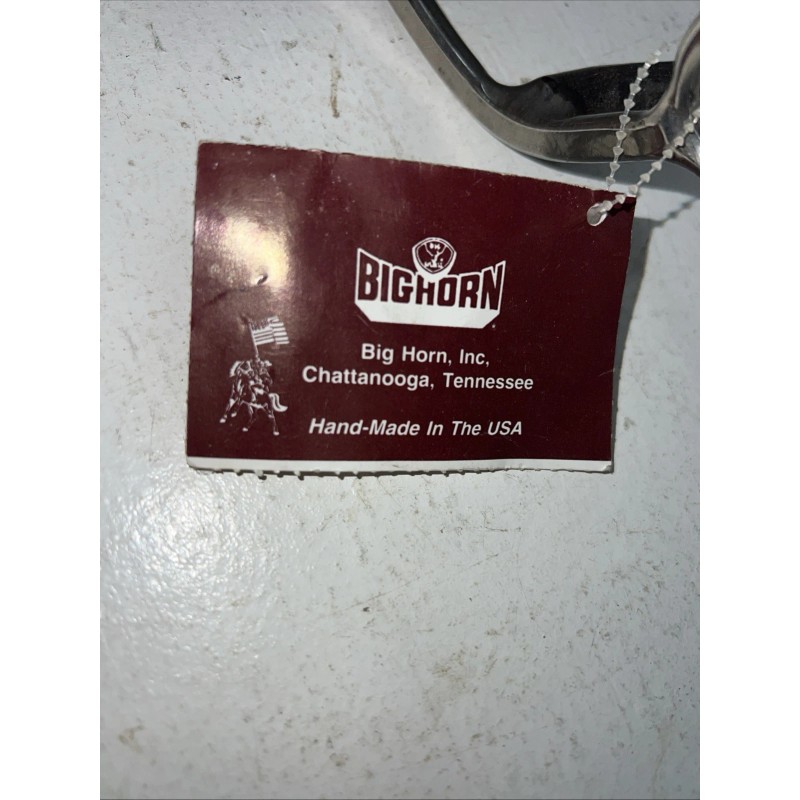 BIGHORN
Big Horn, Inc,
Chattanooga, Tennessee
Hand-Made In The USA